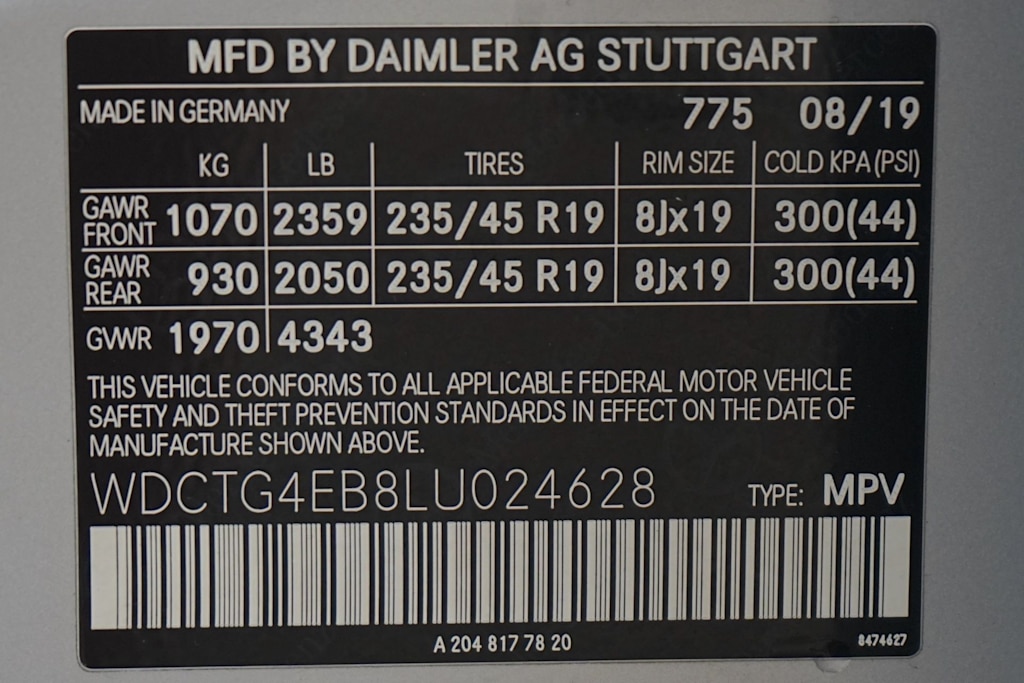 MFD BY DAIMLER AG STUTTGART
MADE IN GERMANY 775 08/19
KG LB TIRES RIM SIZE COLD KPA (PSI)
GAWR FRONT 1070 2359 235/45 R19 8Jx19 300(44)
GAWR REAR 930 2050 235/45 R19 8Jx19 300(44)
GVWR 1970 4343
THIS VEHICLE CONFORMS TO ALL APPLICABLE FEDERAL MOTOR VEHICLE
SAFETY AND THEFT PREVENTION STANDARDS IN EFFECT ON THE DATE OF
MANUFACTURE SHOWN ABOVE.
WDCTG4EB8LU024628 TYPE: MPV
A 204 817 78 20 8474627